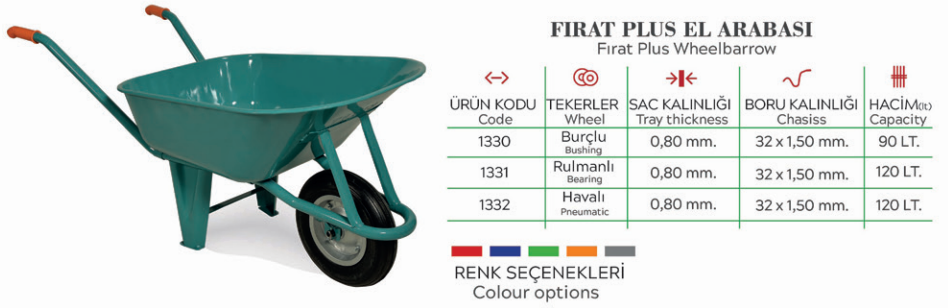 FIRAT PLUS EL ARABASI
Fırat Plus Wheelbarrow
ÜRÜN KODU TEKERLER SAC KALINLIĞI BORU KALINLIĞI HACİM(lt)
Code Wheel Tray thickness Chasiss Capacity
1330 Burçlu 0,80 mm. 32 x 1,50 mm. 90 LT.
Bushing
1331 Rulmanlı 0,80 mm. 32 x 1,50 mm. 120 LT.
Bearing
1332 Havalı 0,80 mm. 32 x 1,50 mm. 120 LT.
Pneumatic
RENK SEÇENEKLERİ
Colour options